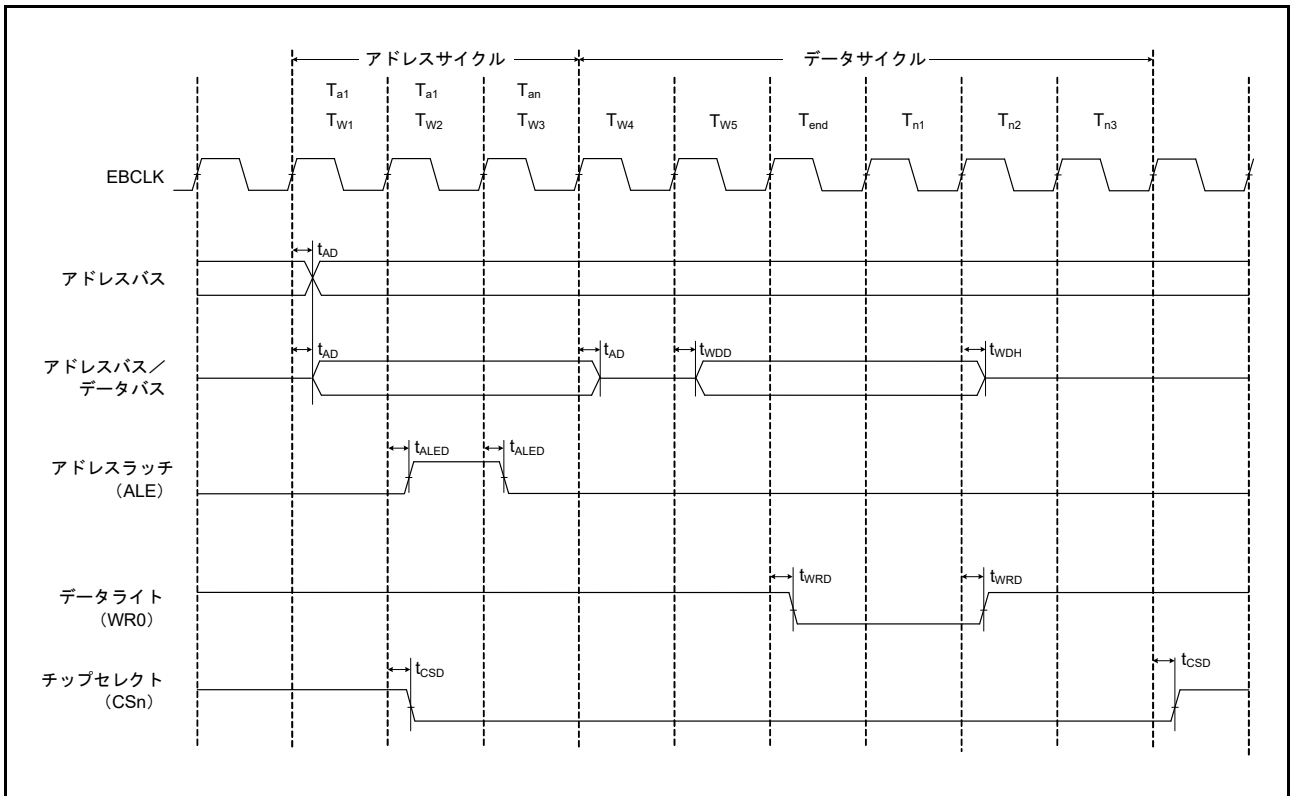 アドレスサイクル データサイクル
Ta1 Ta1 Tan
TW1 TW2 TW3 TW4 TW5 Tend Tn1 Tn2 Tn3
EBCLK
tAD
アドレスバス
tAD tAD tWDD tWDH
アドレスバス／
データバス
tALED tALED
アドレスラッチ
（ALE）
tWRD tWRD
データライト
（WR0）
tCSD tCSD
チップセレクト
（CSn）